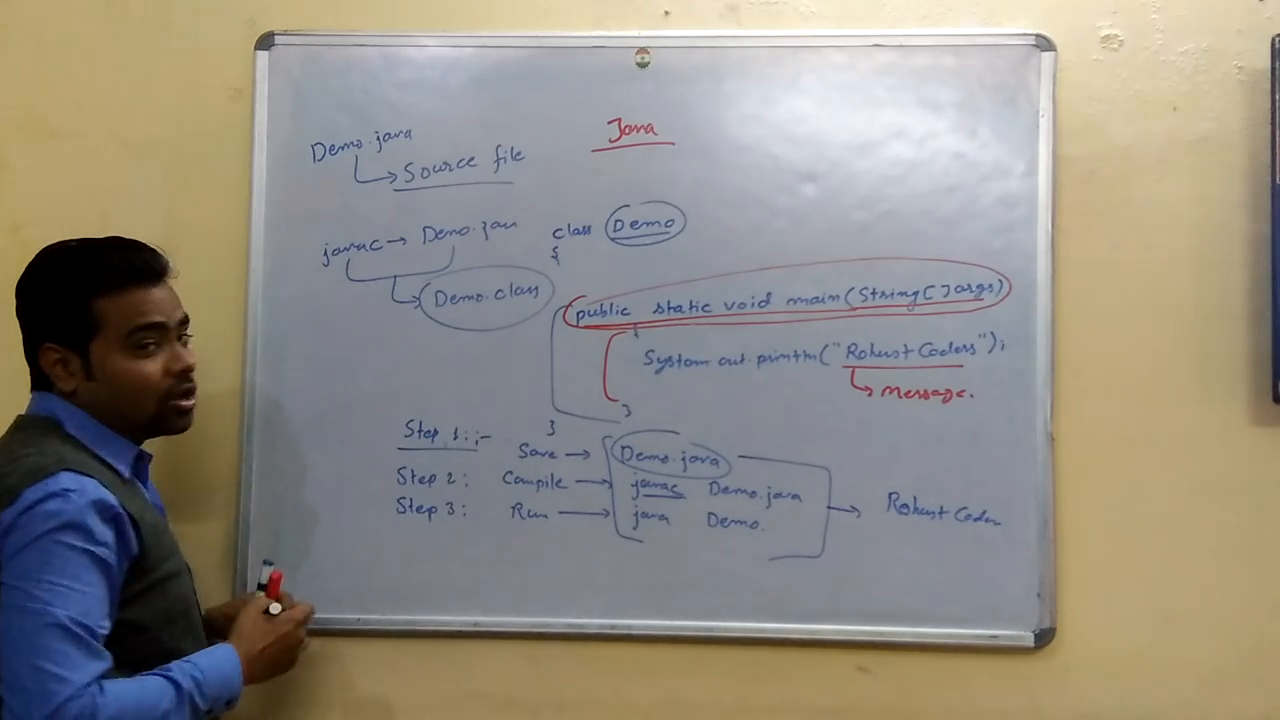 Java
Demo.java
Source file
javac → Demo.java
Demo.class
class Demo
{
public static void main(String[]args)
{
System.out.println("Robust Coders");
message.
}
}
Step 1:;-
Save → Demo.java
Step 2: Compile → javac Demo.java
Step 3: Run → java Demo.
→ Robust Coders